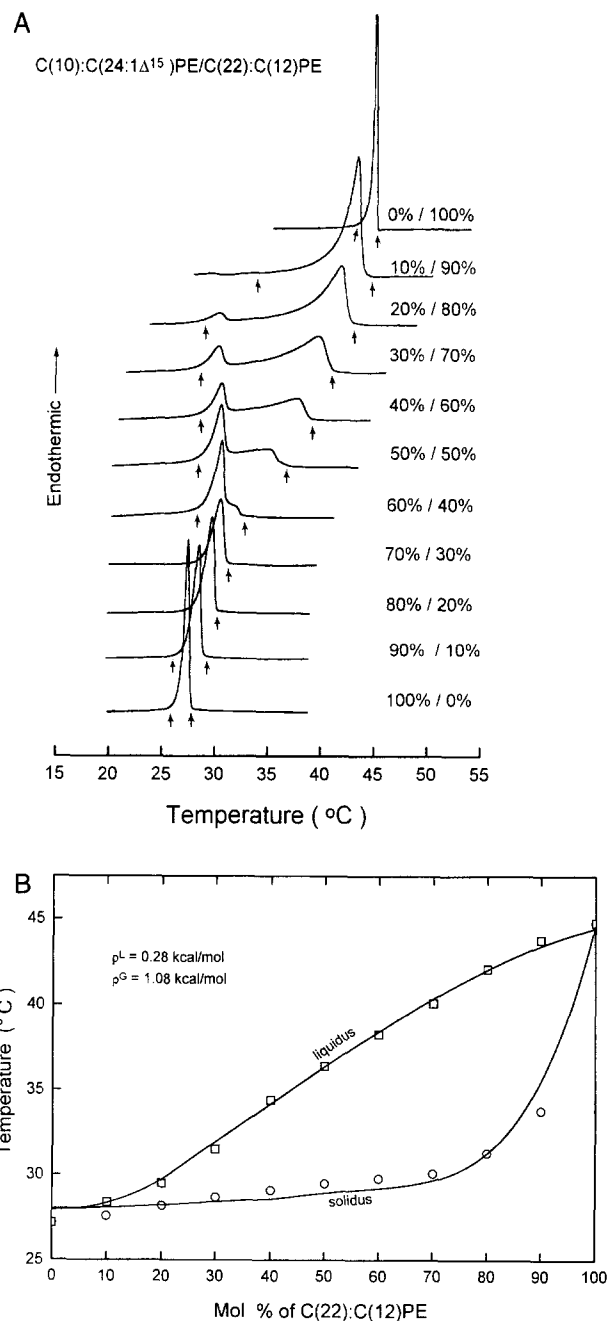 A
C(10):C(24:1Δ¹⁵)PE/C(22):C(12)PE
0% / 100%
10% / 90%
20% / 80%
30% / 70%
40% / 60%
50% / 50%
60% / 40%
70% / 30%
80% / 20%
90% / 10%
100% / 0%
Endothermic
15 20 25 30 35 40 45 50 55
Temperature ( °C )
B
45
40
35
30
25
Temperature ( °C )
ρᴸ = 0.28 kcal/mol
ρᴳ = 1.08 kcal/mol
liquidus
solidus
0 10 20 30 40 50 60 70 80 90 100
Mol % of C(22):C(12)PE